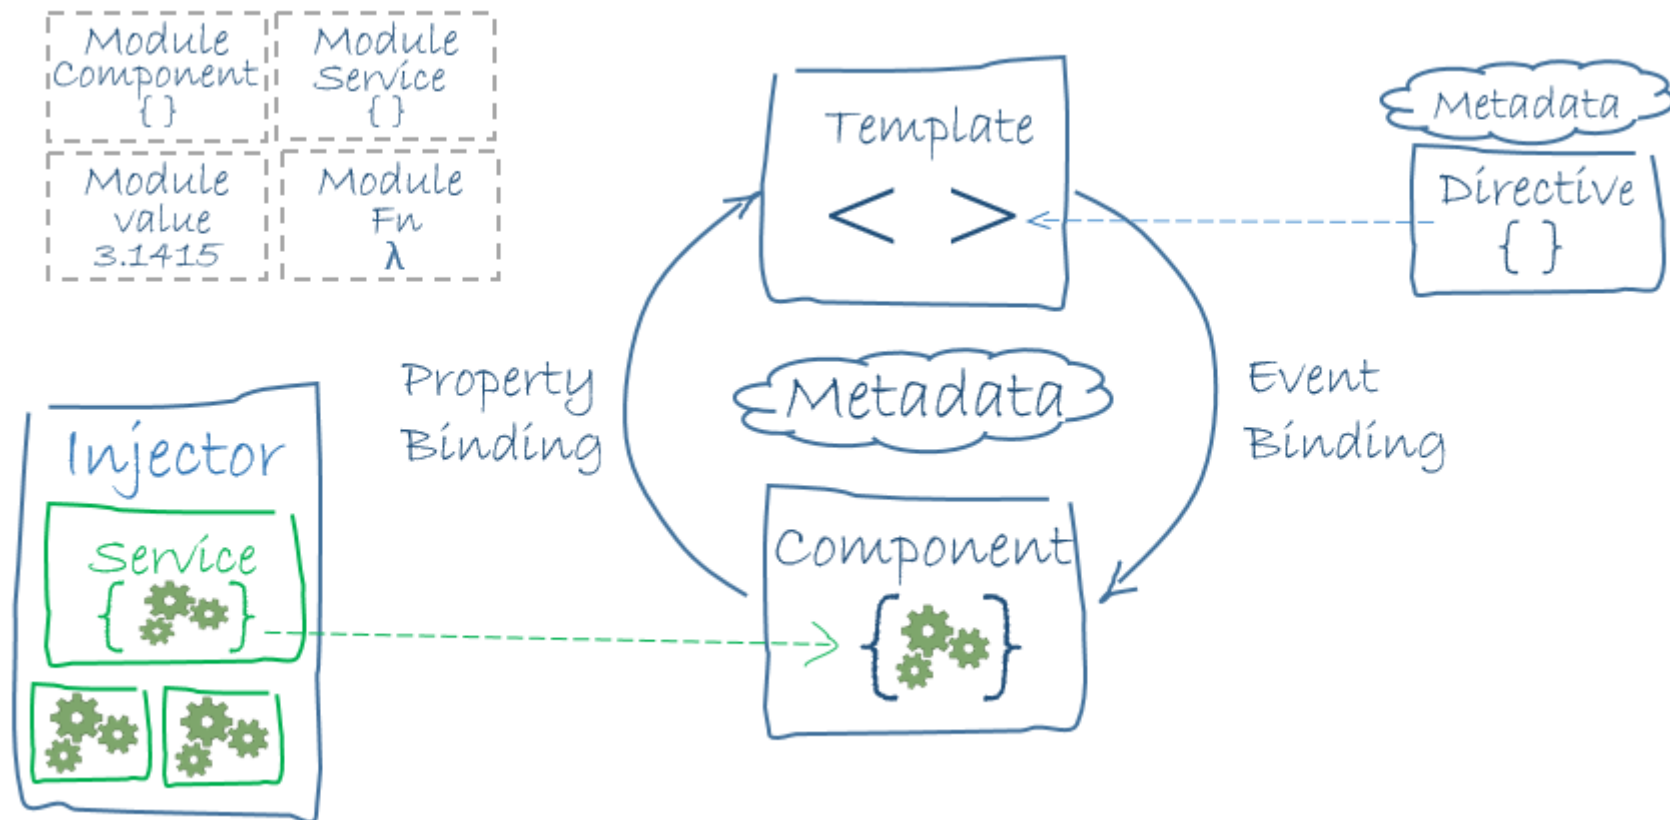 Module
Component
{ }
Module
Service
{ }
Module
value
3.1415
Module
Fn
λ
Template
< >
Metadata
Directive
{ }
Property
Binding
Metadata
Event
Binding
Injector
Service
{ }
Component
{ }